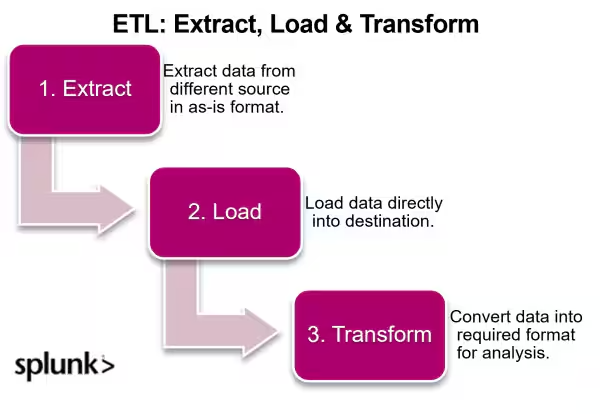 ETL: Extract, Load & Transform
1. Extract
Extract data from
different source
in as-is format.
2. Load
Load data directly
into destination.
3. Transform
Convert data into
required format
for analysis.
splunk>